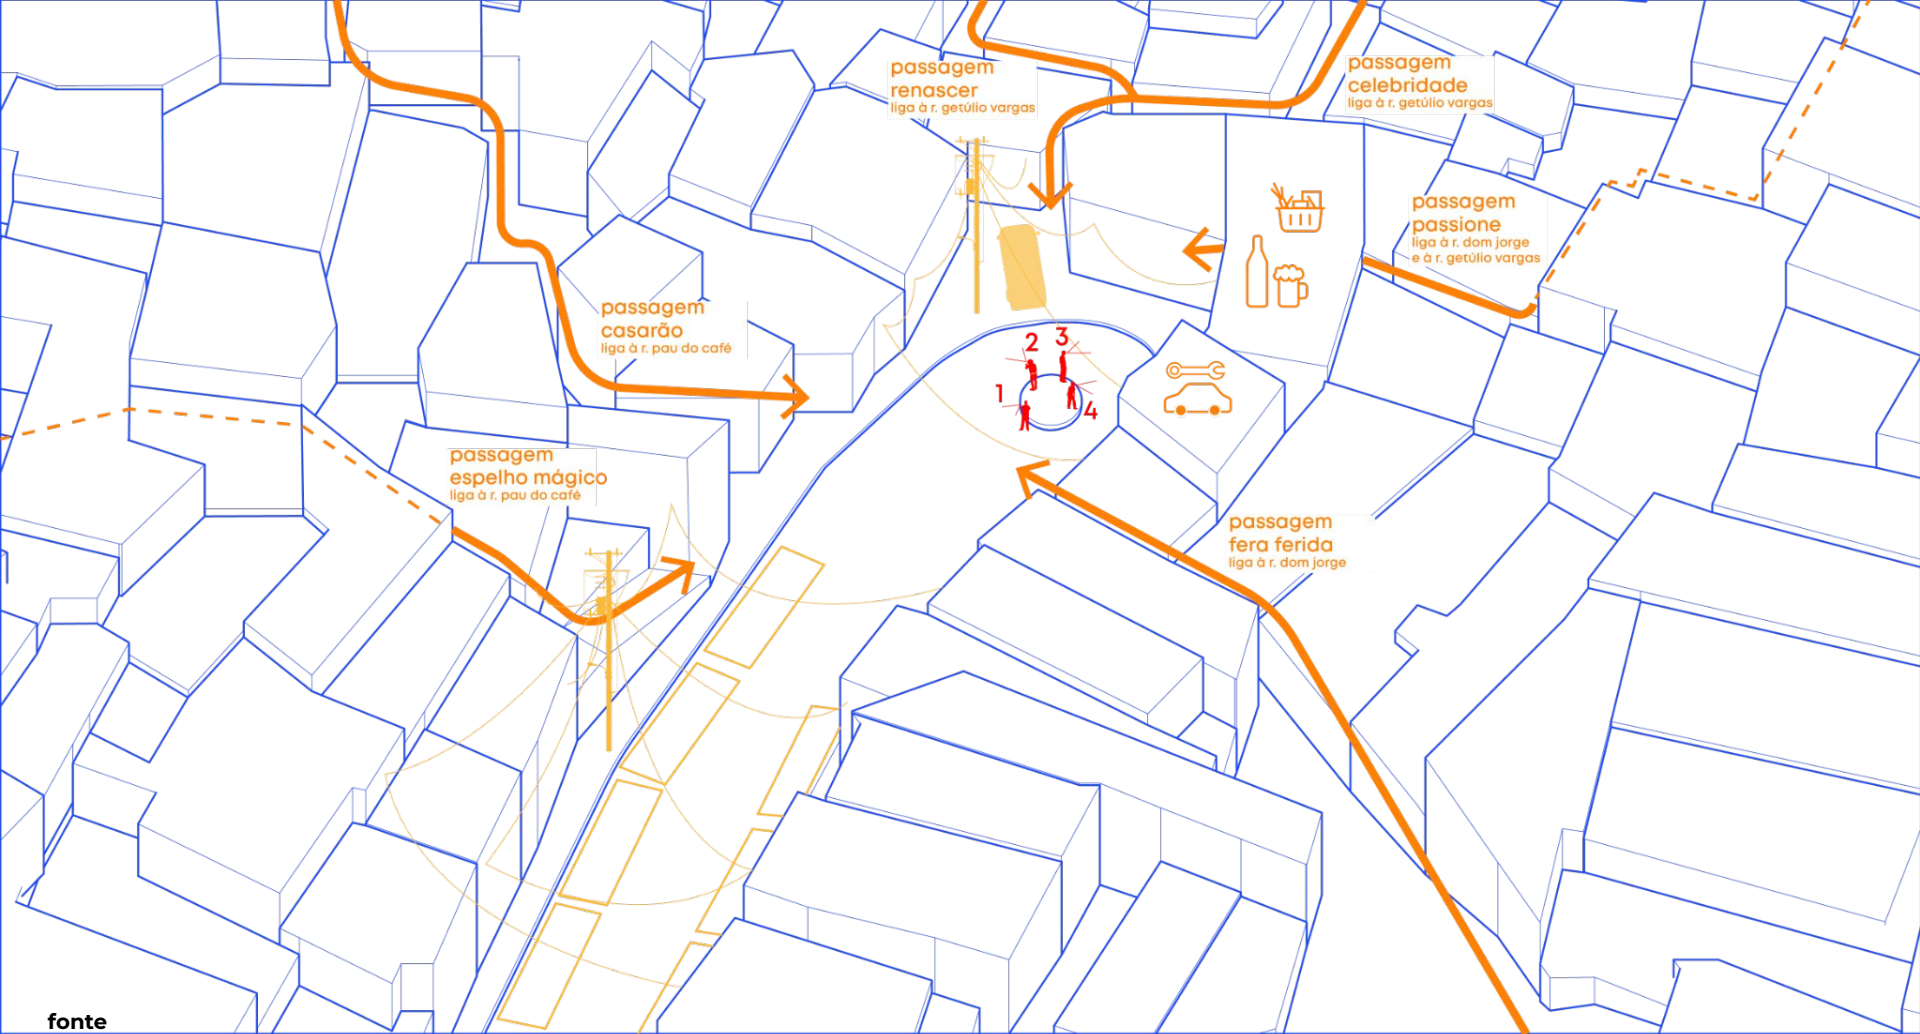 passagem
renascer
liga à r. getúlio vargas
passagem
celebridade
liga à r. getúlio vargas
passagem
passione
liga à r. dom jorge
e à r. getúlio vargas
passagem
casarão
liga à r. pau do café
2
3
1
4
passagem
espelho mágico
liga à r. pau do café
passagem
fera ferida
liga à r. dom jorge
fonte